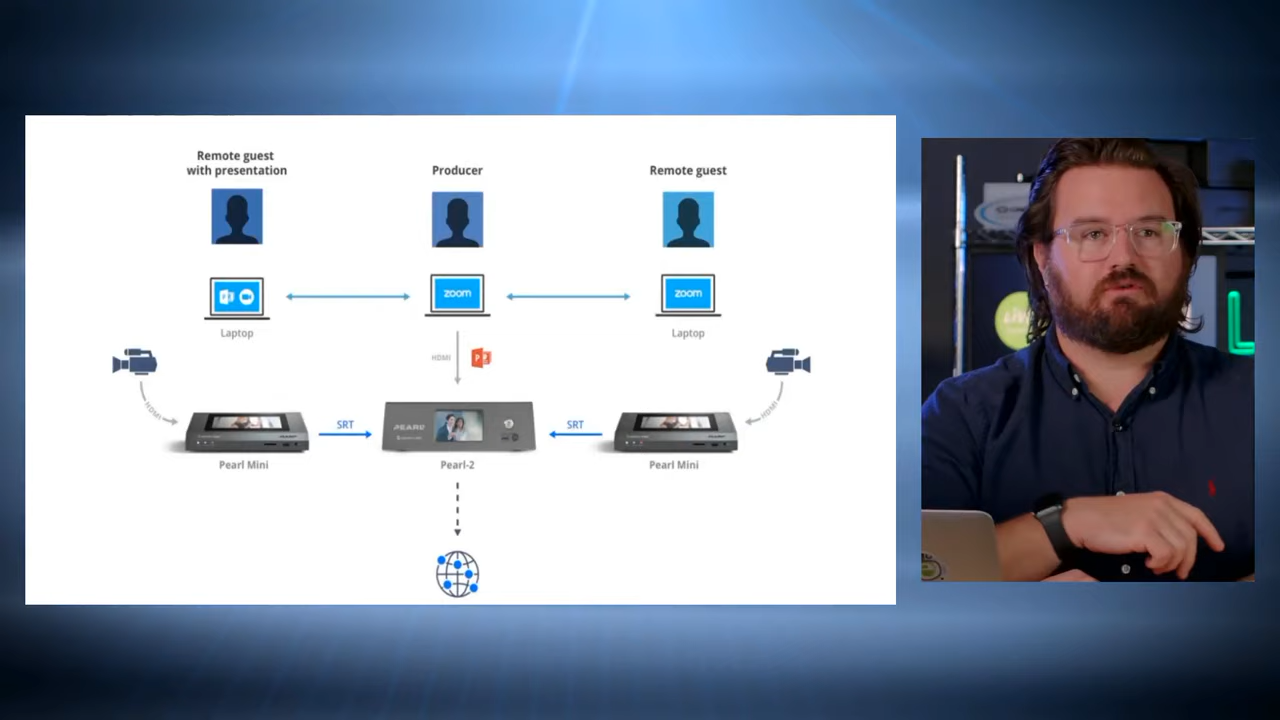 Remote guest
with presentation
Producer
Remote guest
zoom
zoom
Laptop
Laptop
HDMI
P
HDMI
HDMI
PEARL
SRT
SRT
Pearl Mini
Pearl-2
Pearl Mini